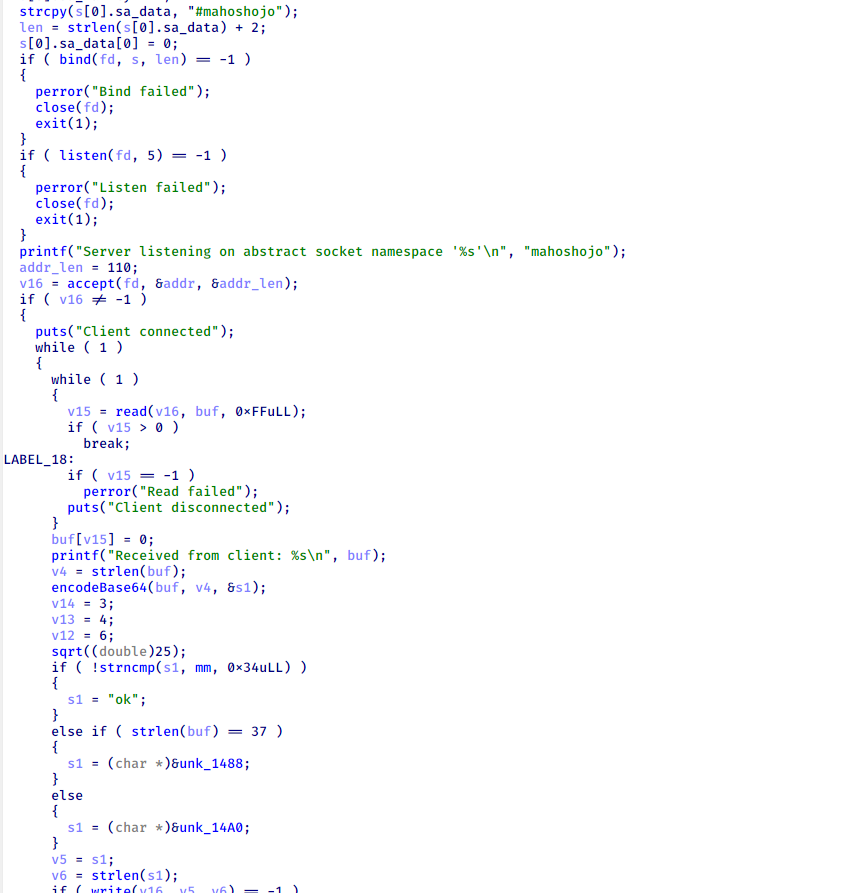 strcpy(s[0].sa_data, "#mahoshojo");
len = strlen(s[0].sa_data) + 2;
s[0].sa_data[0] = 0;
if ( bind(fd, s, len) == -1 )
{
perror("Bind failed");
close(fd);
exit(1);
}
if ( listen(fd, 5) == -1 )
{
perror("Listen failed");
close(fd);
exit(1);
}
printf("Server listening on abstract socket namespace '%s'\n", "mahoshojo");
addr_len = 110;
v16 = accept(fd, &addr, &addr_len);
if ( v16 != -1 )
{
puts("Client connected");
while ( 1 )
{
while ( 1 )
{
v15 = read(v16, buf, 0xFFuLL);
if ( v15 > 0 )
break;
LABEL_18:
if ( v15 == -1 )
perror("Read failed");
puts("Client disconnected");
}
buf[v15] = 0;
printf("Received from client: %s\n", buf);
v4 = strlen(buf);
encodeBase64(buf, v4, &s1);
v14 = 3;
v13 = 4;
v12 = 6;
sqrt((double)25);
if ( !strncmp(s1, mm, 0x34uLL) )
{
s1 = "ok";
}
else if ( strlen(buf) == 37 )
{
s1 = (char *)&unk_1488;
}
else
{
s1 = (char *)&unk_14A0;
}
v5 = s1;
v6 = strlen(s1);
if ( write(v16, v5, v6) == -1 )